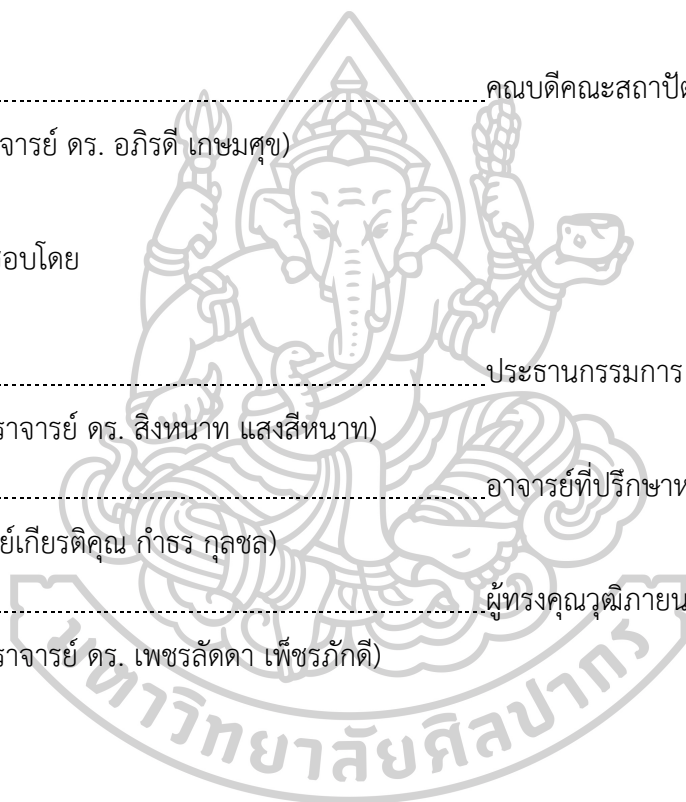 คณบดีคณะสถาปัต
จารย์ ดร. อภิรดี เกษมศุข)
สอบโดย
ประธานกรรมการ
ราจารย์ ดร. สิงหนาท แสงสีหนาท)
อาจารย์ที่ปรึกษาห
ย์เกียรติคุณ กำธร กุลชล)
ผู้ทรงคุณวุฒิภายน
ราจารย์ ดร. เพชรลัดดา เพ็ชรภักดี)
มหาวิทยาลัยศิลปากร